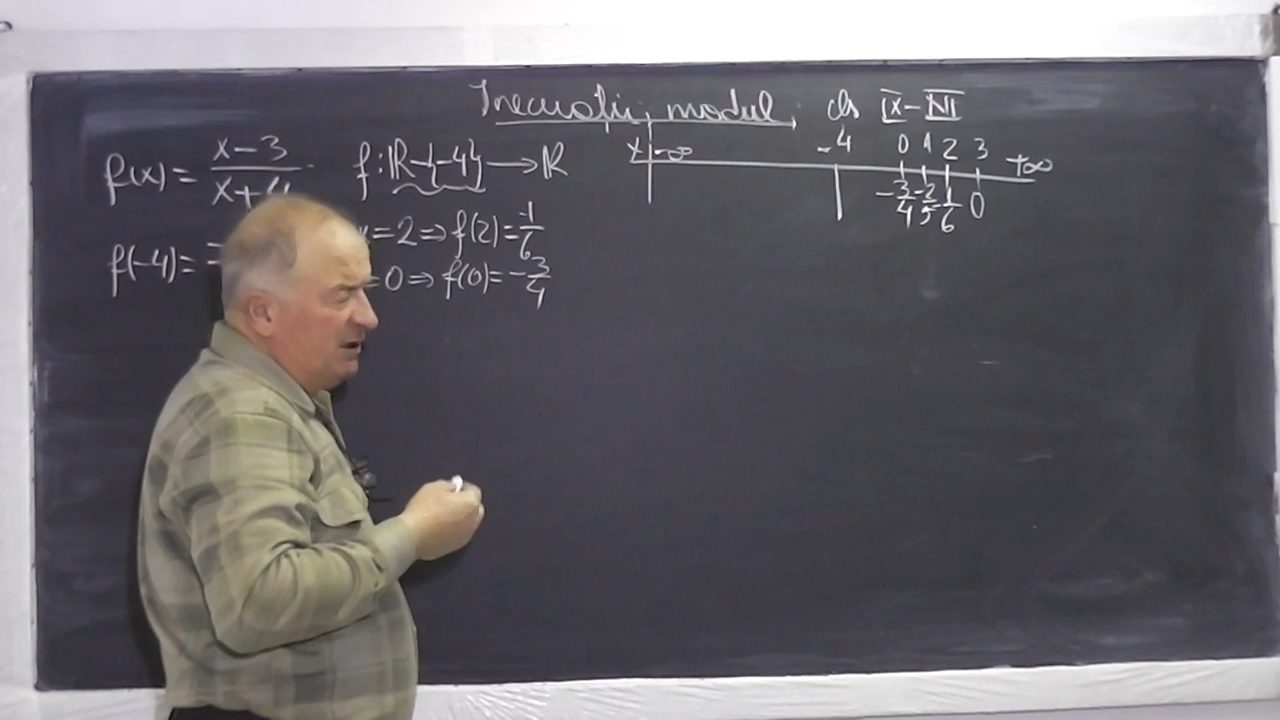 Inecuații, modul, cls IX-XII
f(x) = x-3 / x+4    f: R-{-4} → R
f(-4) =
x=2 ⇒ f(2) = -1/6
=0 ⇒ f(0) = -3/4
x | -∞ -4 0 1 2 3 +∞
-3/4 -2/5 -1/6 0